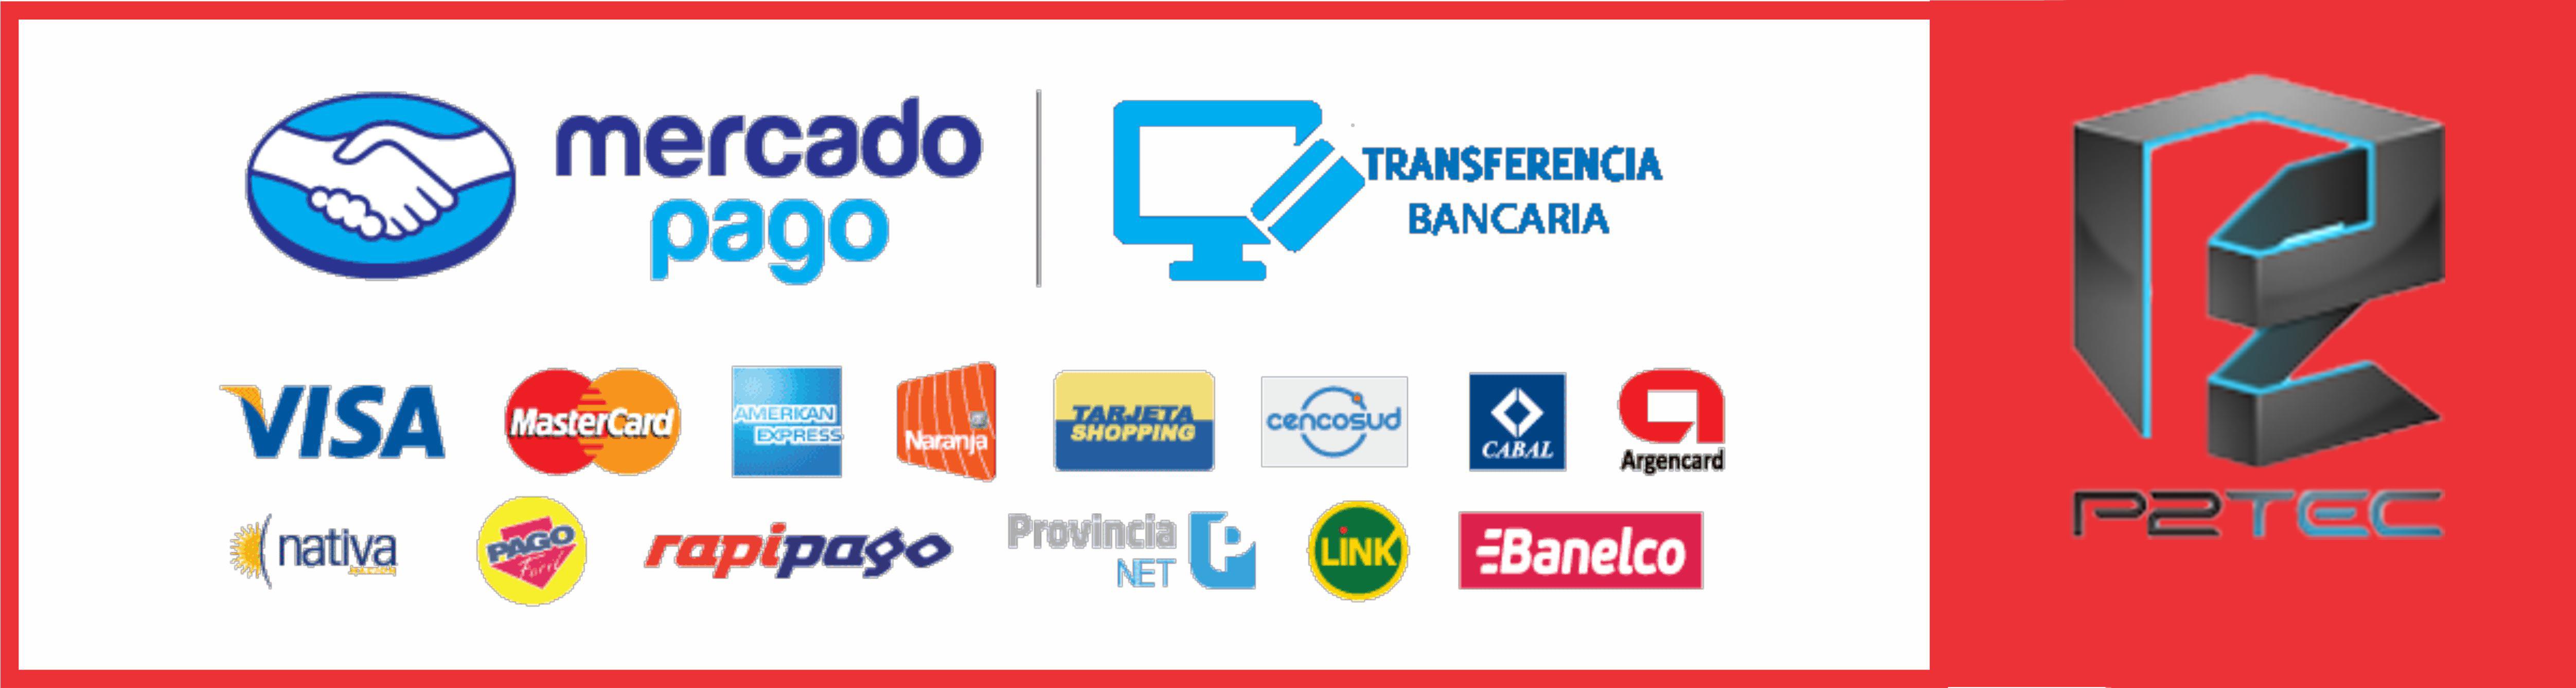 mercado
pago
TRANSFERENCIA
BANCARIA
VISA
MasterCard
AMERICAN
EXPRESS
Naranja
TARJETA
SHOPPING
cencosud
CABAL
Argencard
nativa
PAGO
Fácil
rapipago
Provincia
NET
LINK
Banelco
P2TEC